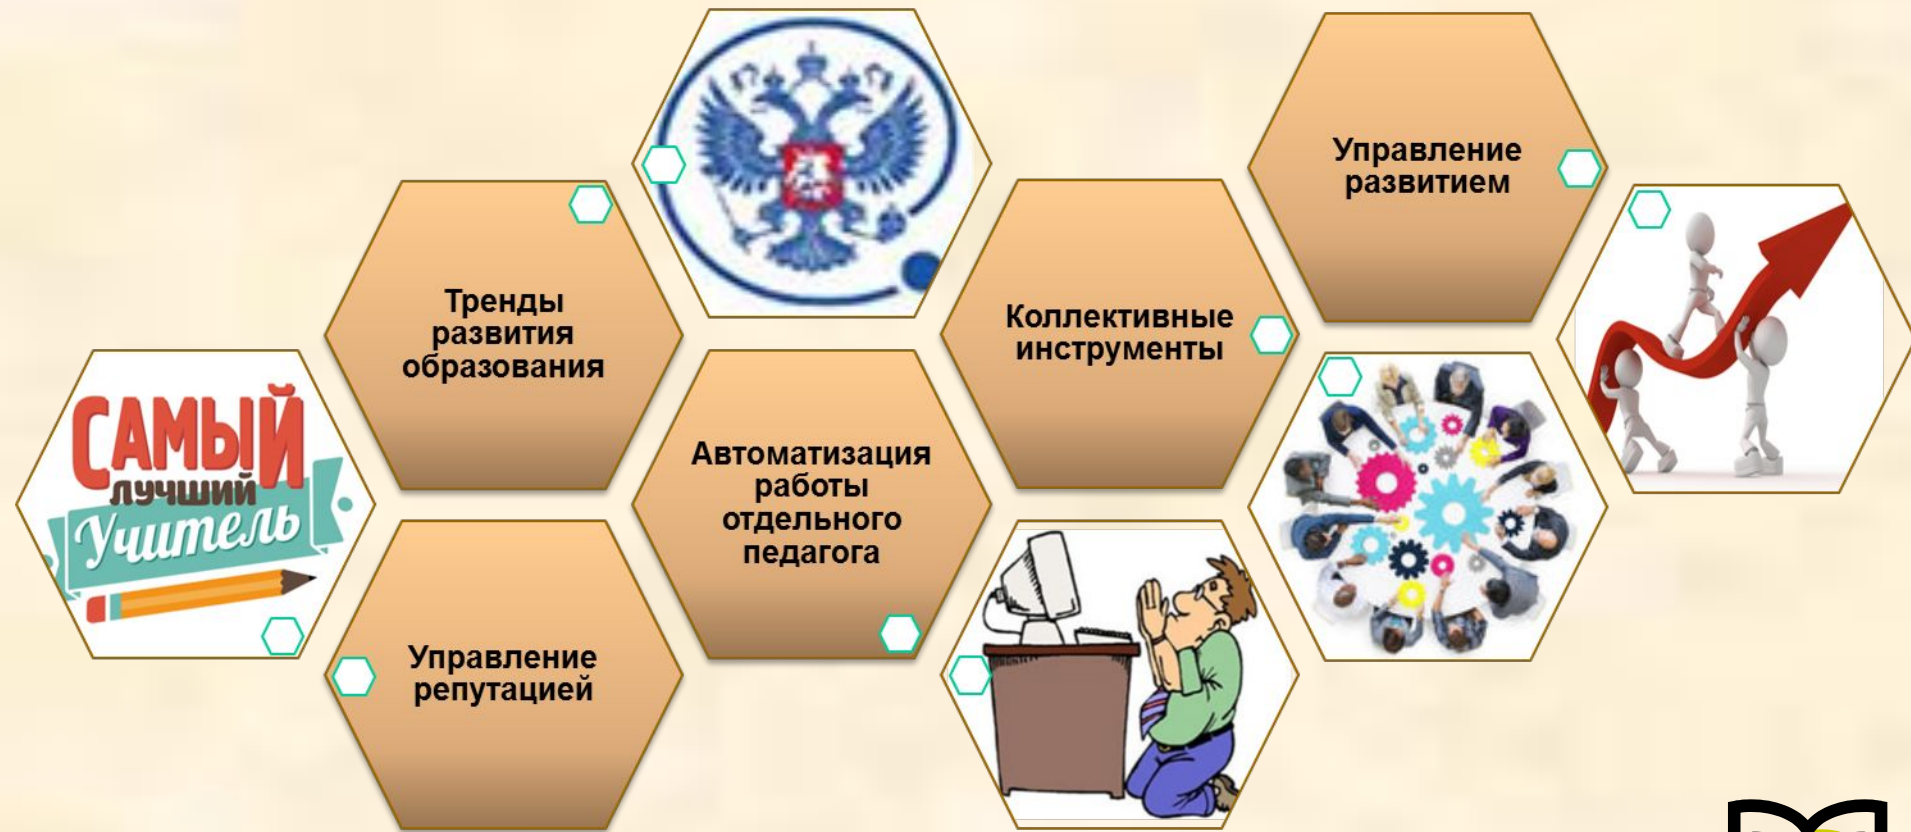 Управление
развитием
Тренды
развития
образования
Коллективные
инструменты
САМЫЙ
лучший
Учитель
Автоматизация
работы
отдельного
педагога
Управление
репутацией